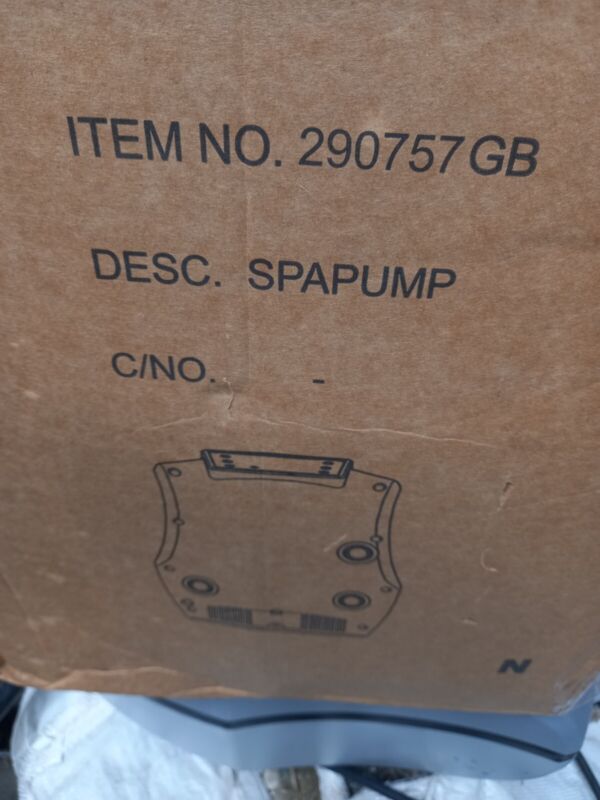 ITEM NO. 290757GB
DESC. SPAPUMP
C/NO. -
N